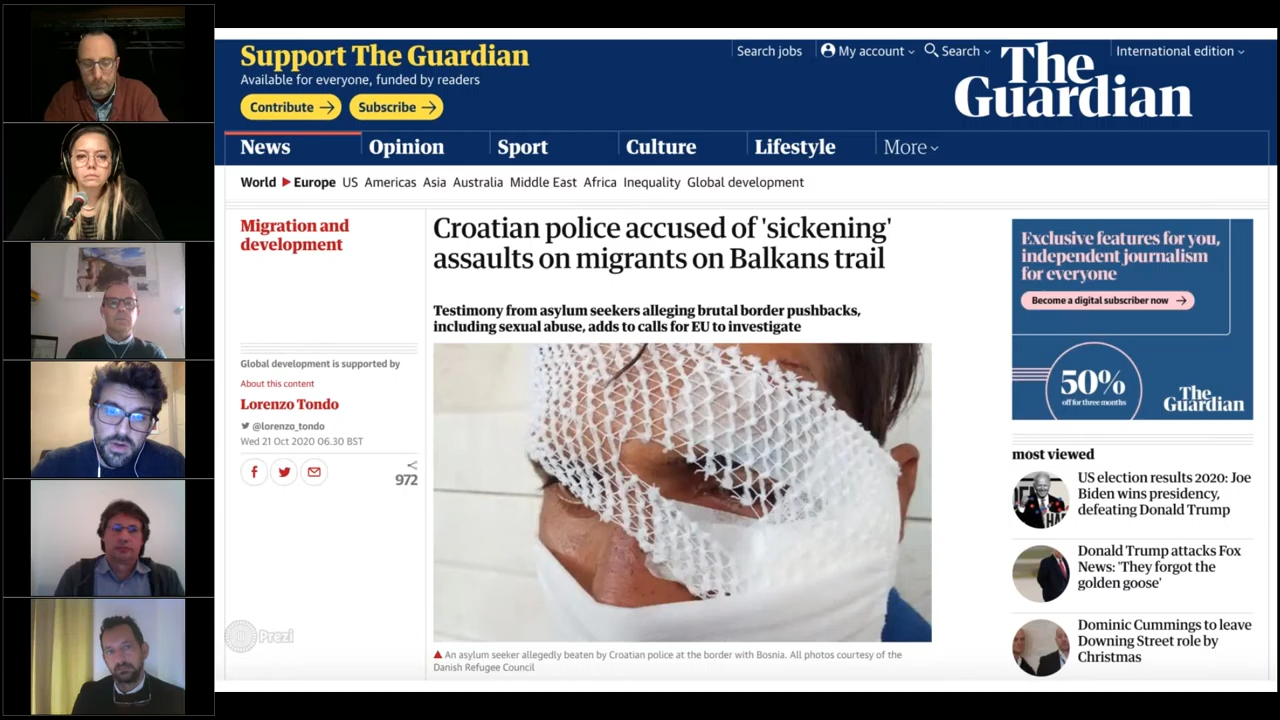 Support The Guardian
Available for everyone, funded by readers
Contribute →
Subscribe →
Search jobs
My account
Search
International edition
The
Guardian
News
Opinion
Sport
Culture
Lifestyle
More
World
Europe
US
Americas
Asia
Australia
Middle East
Africa
Inequality
Global development
Migration and
development
Croatian police accused of 'sickening'
assaults on migrants on Balkans trail
Testimony from asylum seekers alleging brutal border pushbacks,
including sexual abuse, adds to calls for EU to investigate
Global development is supported by
About this content
Lorenzo Tondo
@lorenzo_tondo
Wed 21 Oct 2020 06.30 BST
972
Prezi
An asylum seeker allegedly beaten by Croatian police at the border with Bosnia. All photos courtesy of the
Danish Refugee Council
Exclusive features for you,
independent journalism
for everyone
Become a digital subscriber now →
50%
off for three months
The
Guardian
most viewed
US election results 2020: Joe
Biden wins presidency,
defeating Donald Trump
Donald Trump attacks Fox
News: 'They forgot the
golden goose'
Dominic Cummings to leave
Downing Street role by
Christmas